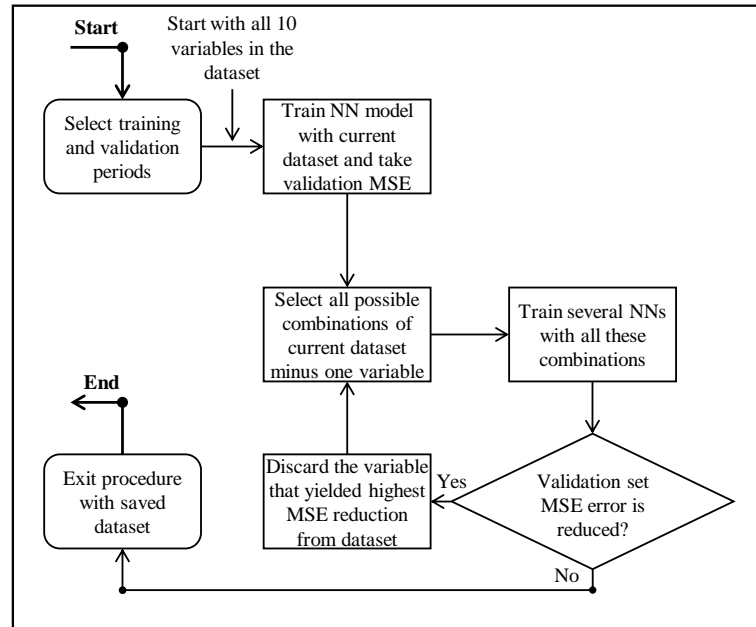 Start
Start with all 10
variables in the
dataset
Select training
and validation
periods
Train NN model
with current
dataset and take
validation MSE
Select all possible
combinations of
current dataset
minus one variable
Train several NNs
with all these
combinations
Validation set
MSE error is
reduced?
Yes
Discard the variable
that yielded highest
MSE reduction
from dataset
No
Exit procedure
with saved
dataset
End